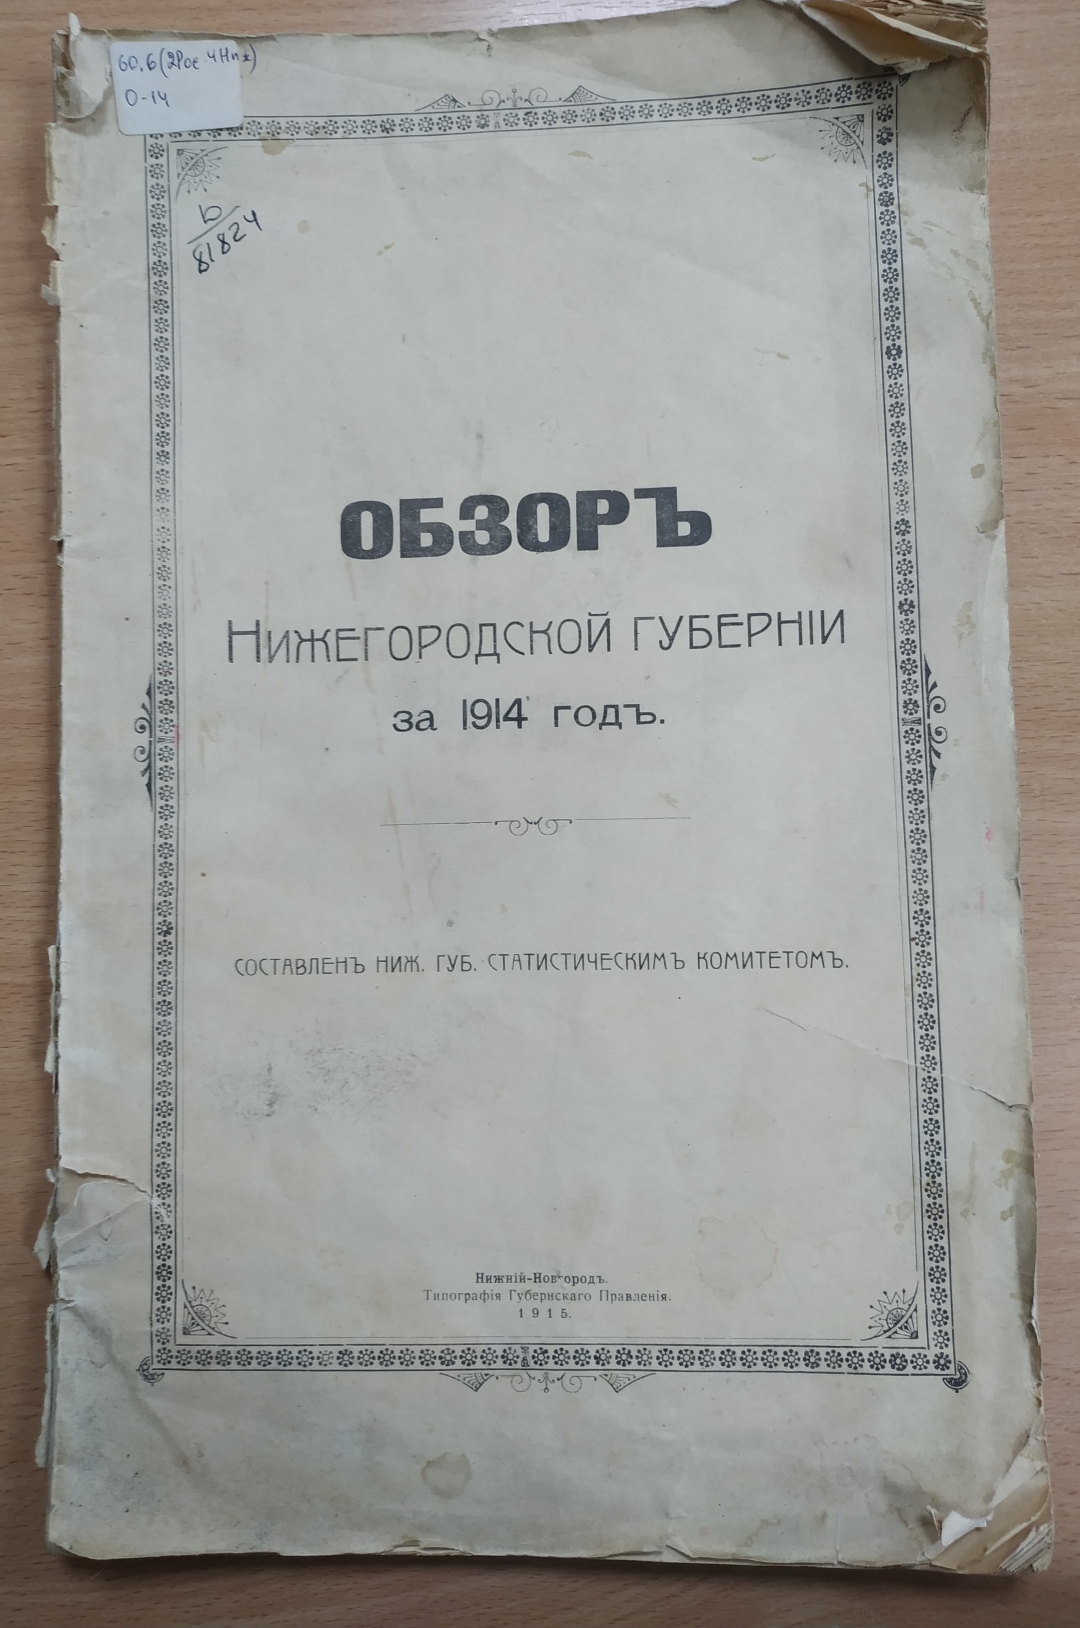 60.6(2Рос-4Ниж)
О-14
81824
ОБЗОРЪ
НИЖЕГОРОДСКОЙ ГУБЕРНІИ
за 1914 годъ.
СОСТАВЛЕНЪ НИЖ. ГУБ. СТАТИСТИЧЕСКИМЪ КОМИТЕТОМЪ.
Нижній-Новгородъ.
Типографія Губернскаго Правленія.
1915.